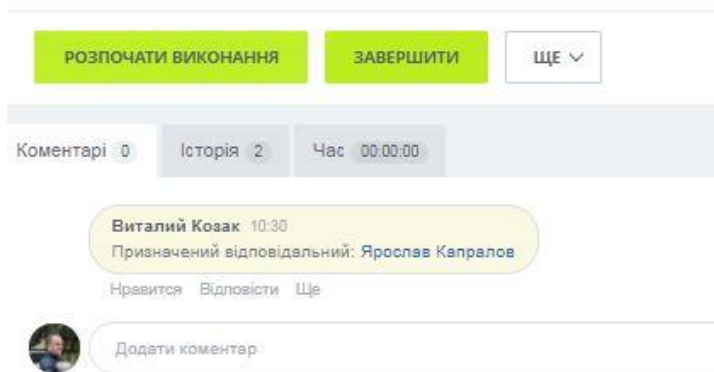 РОЗПОЧАТИ ВИКОНАННЯ ЗАВЕРШИТИ ЩЕ
Коментарі 0 Історія 2 Час 00:00:00
Виталий Козак 10:30
Призначений відповідальний: Ярослав Капралов
Нравится Відповісти Ще
Додати коментар